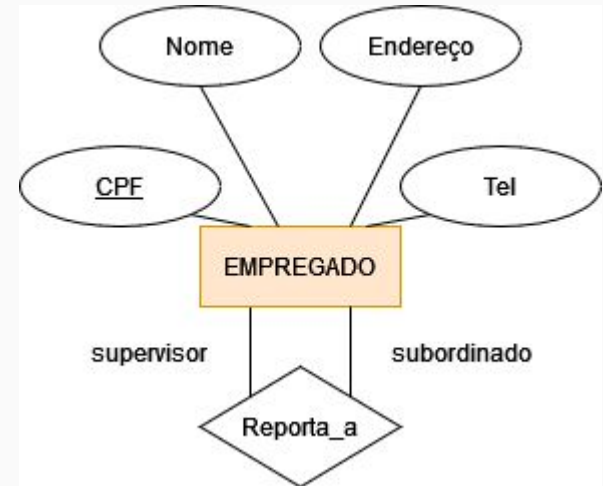 Nome
Endereço
CPF
Tel
EMPREGADO
supervisor
subordinado
Reporta_a